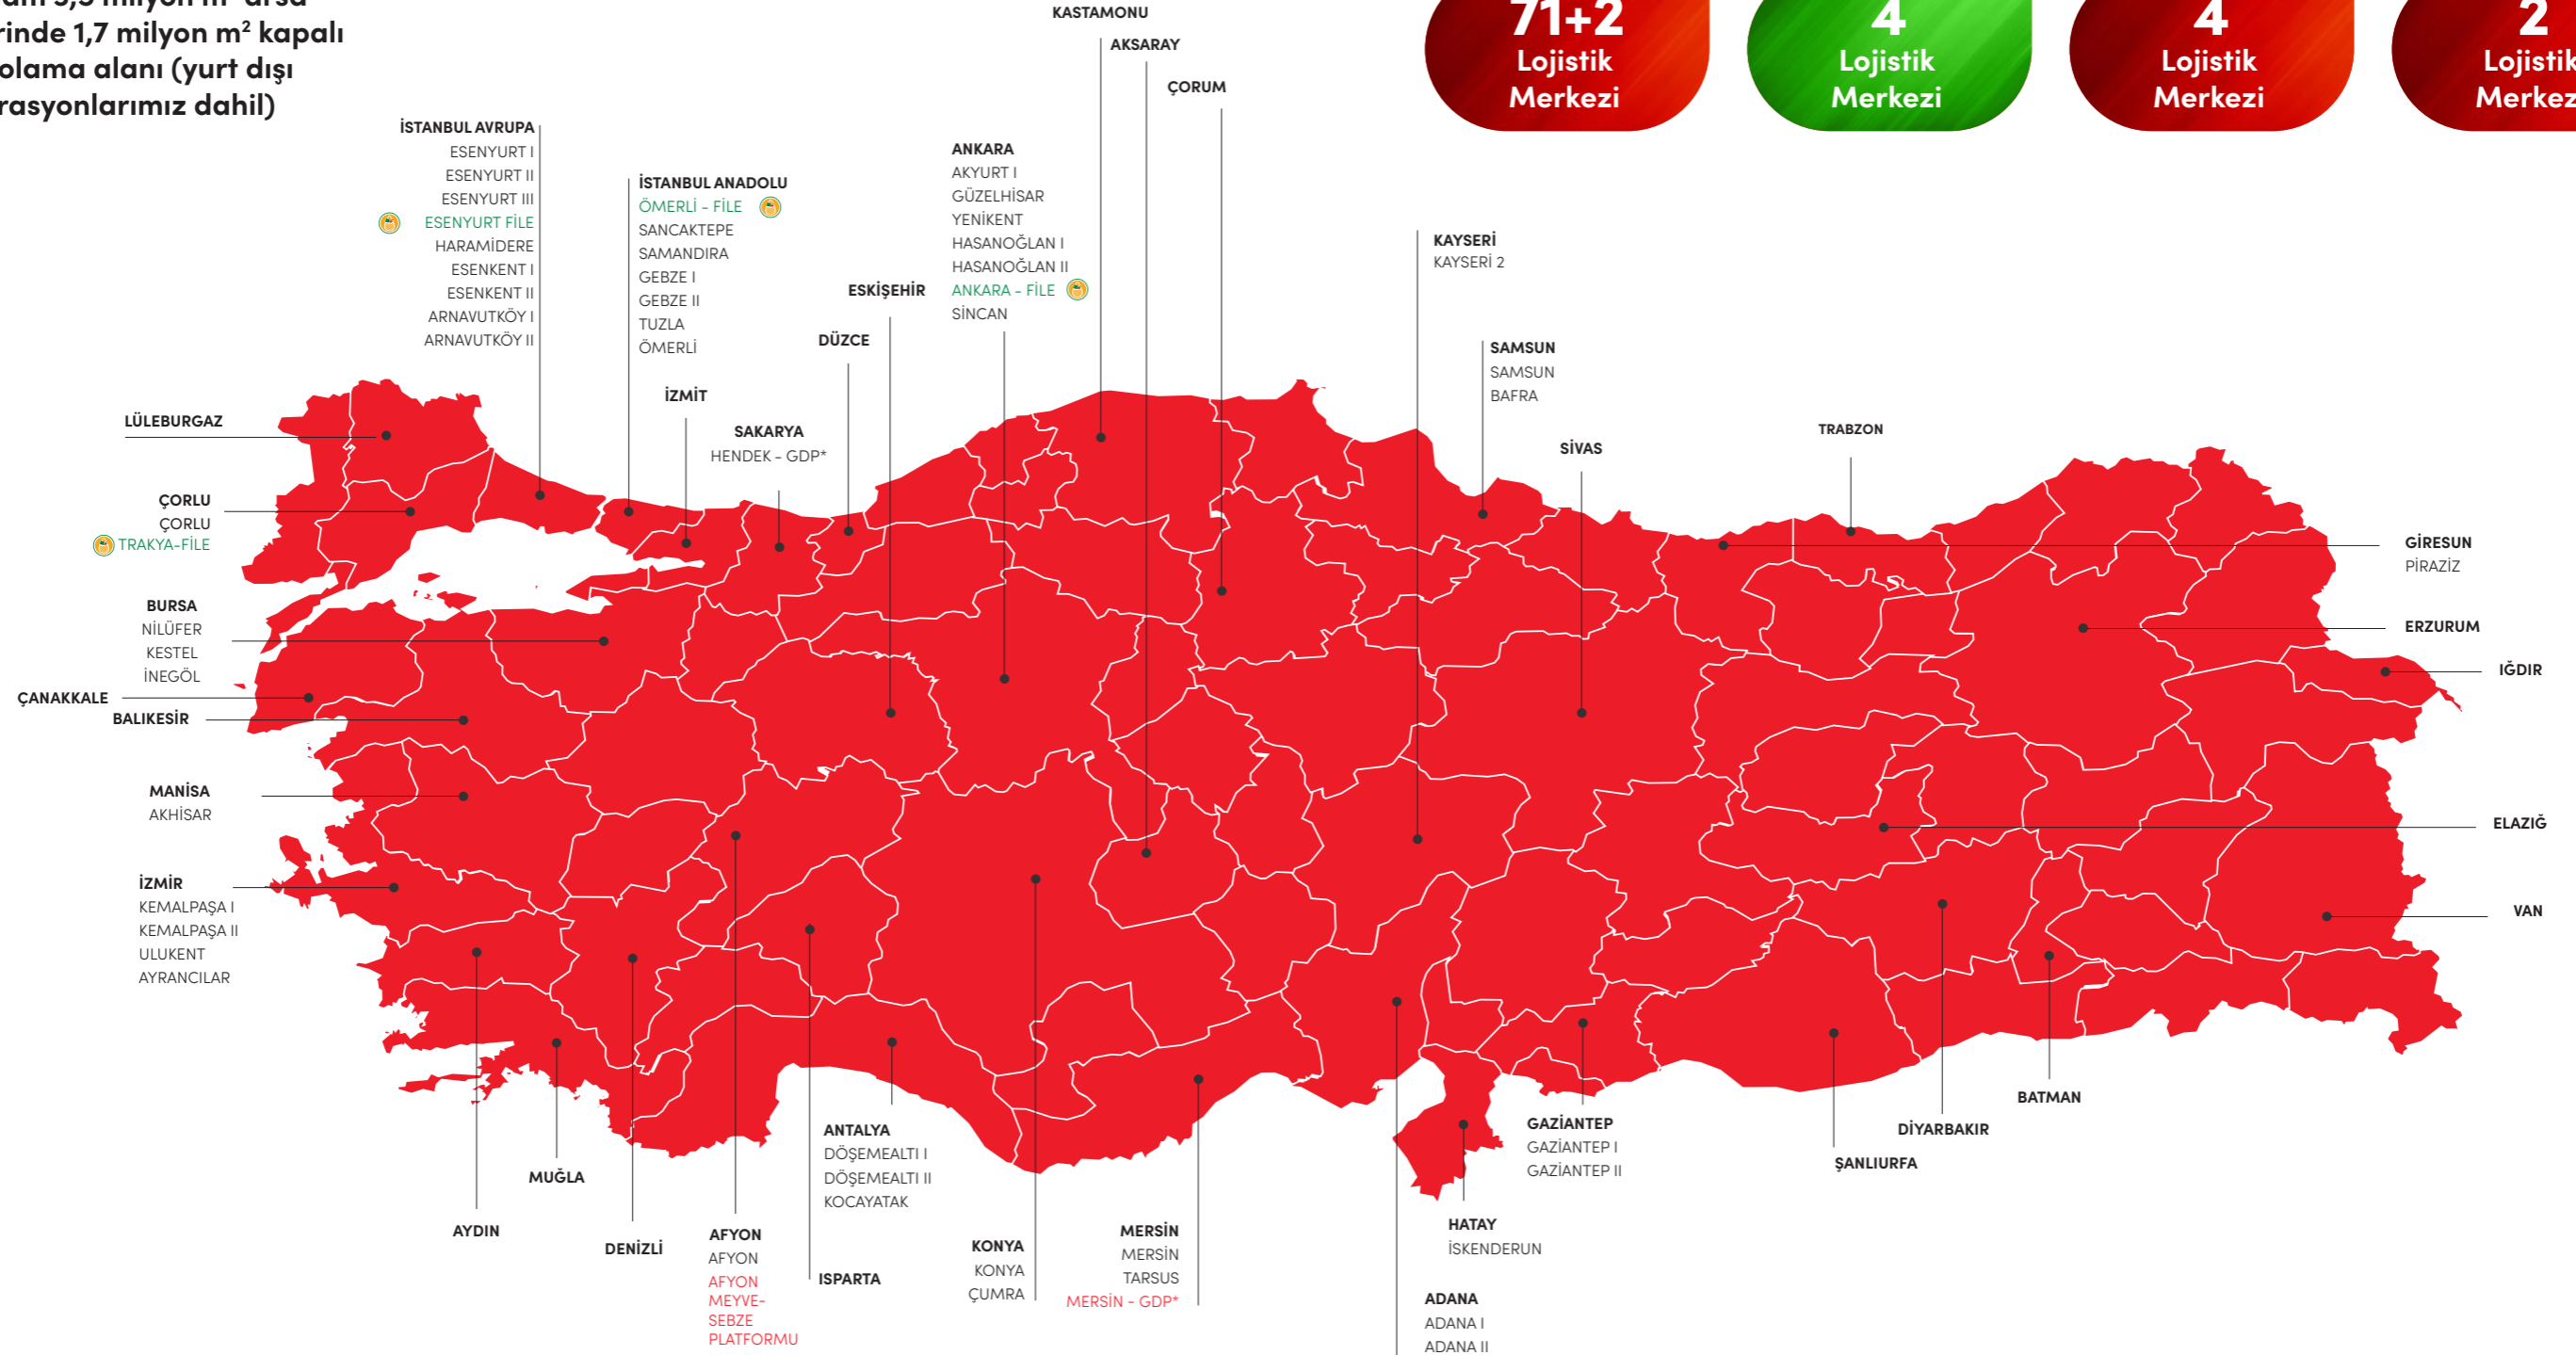 1,7 milyon m² kapalı
alanı (yurt dışı
dahil)
71+2
Lojistik
Merkezi
4
Lojistik
Merkezi
4
Lojistik
Merkezi
2
KASTAMONU
AKSARAY
ÇORUM
İSTANBUL AVRUPA
ESENYURT I
ESENYURT II
ESENYURT III
ESENYURT FİLE
HARAMİDERE
ESENKENT I
ESENKENT II
ARNAVUTKÖY I
ARNAVUTKÖY II
İSTANBUL ANADOLU
ÖMERLİ - FİLE
SANCAKTEPE
SAMANDIRA
GEBZE I
GEBZE II
TUZLA
ÖMERLİ
ANKARA
AKYURT I
GÜZELHİSAR
YENİKENT
HASANOĞLAN I
HASANOĞLAN II
ANKARA - FİLE
SİNCAN
ESKİŞEHİR
DÜZCE
İZMİT
SAKARYA
HENDEK - GDP*
KAYSERİ
KAYSERİ 2
SAMSUN
SAMSUN
BAFRA
SİVAS
TRABZON
LÜLEBURGAZ
ÇORLU
ÇORLU
TRAKYA-FİLE
BURSA
NİLÜFER
KESTEL
İNEGÖL
ÇANAKKALE
BALIKESİR
MANİSA
AKHİSAR
İZMİR
KEMALPAŞA I
KEMALPAŞA II
ULUKENT
AYRANCILAR
GİRESUN
PİRAZİZ
ERZURUM
IĞDIR
ELAZIĞ
VAN
AYDIN
MUĞLA
DENİZLİ
AFYON
AFYON
AFYON
MEYVE-
SEBZE
PLATFORMU
ISPARTA
ANTALYA
DÖŞEMEALTI I
DÖŞEMEALTI II
KOCAYATAK
KONYA
KONYA
ÇUMRA
MERSİN
MERSİN
TARSUS
MERSİN - GDP*
ADANA
ADANA I
ADANA II
HATAY
İSKENDERUN
GAZİANTEP
GAZİANTEP I
GAZİANTEP II
ŞANLIURFA
DİYARBAKIR
BATMAN